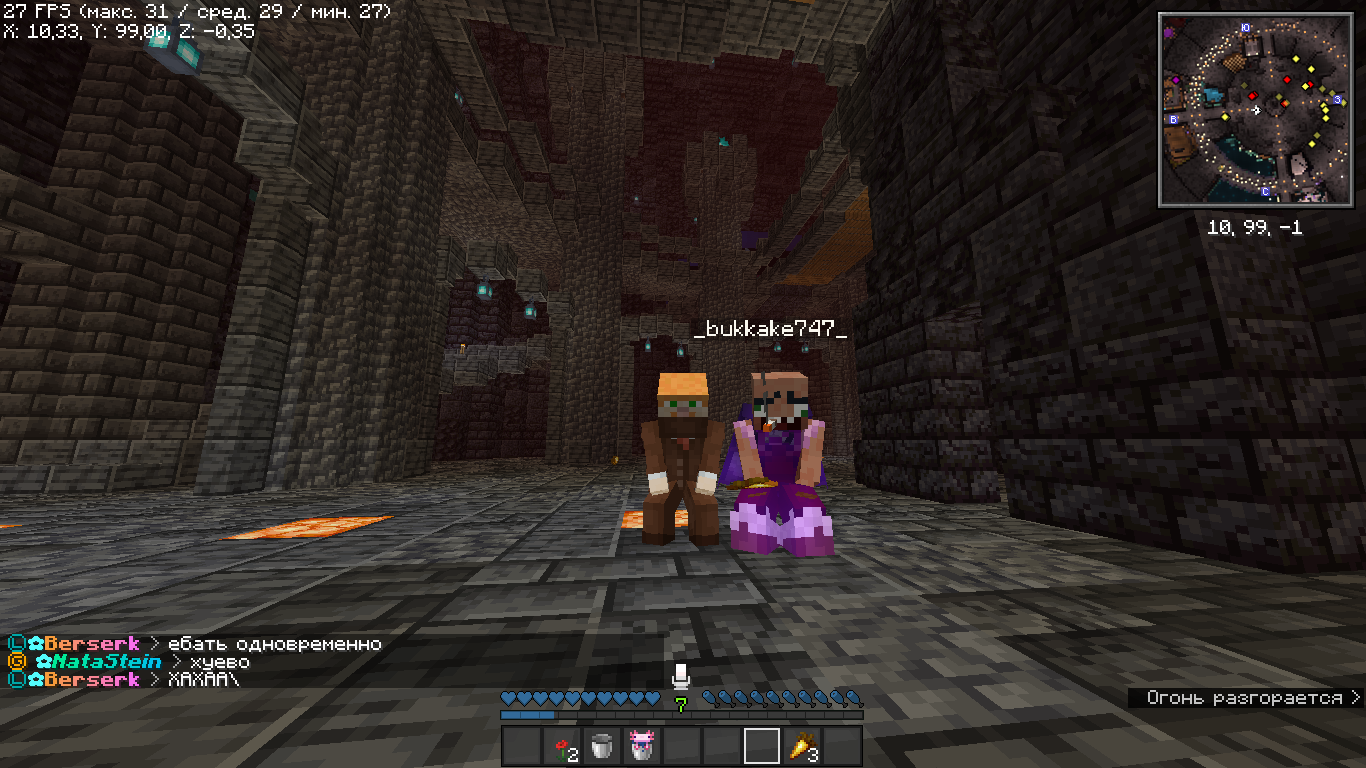 27 FPS (макс. 31 / сред. 29 / мин. 27)
X: 10,33, Y: 99,00, Z: -0,35
Ю
З
В
С
10, 99, -1
_bukkake747_
L✿Berserk > ебать одновременно
G ✿NataStein > хуево
L✿Berserk > ХАХАА\
Огонь разгорается >
7
2
3